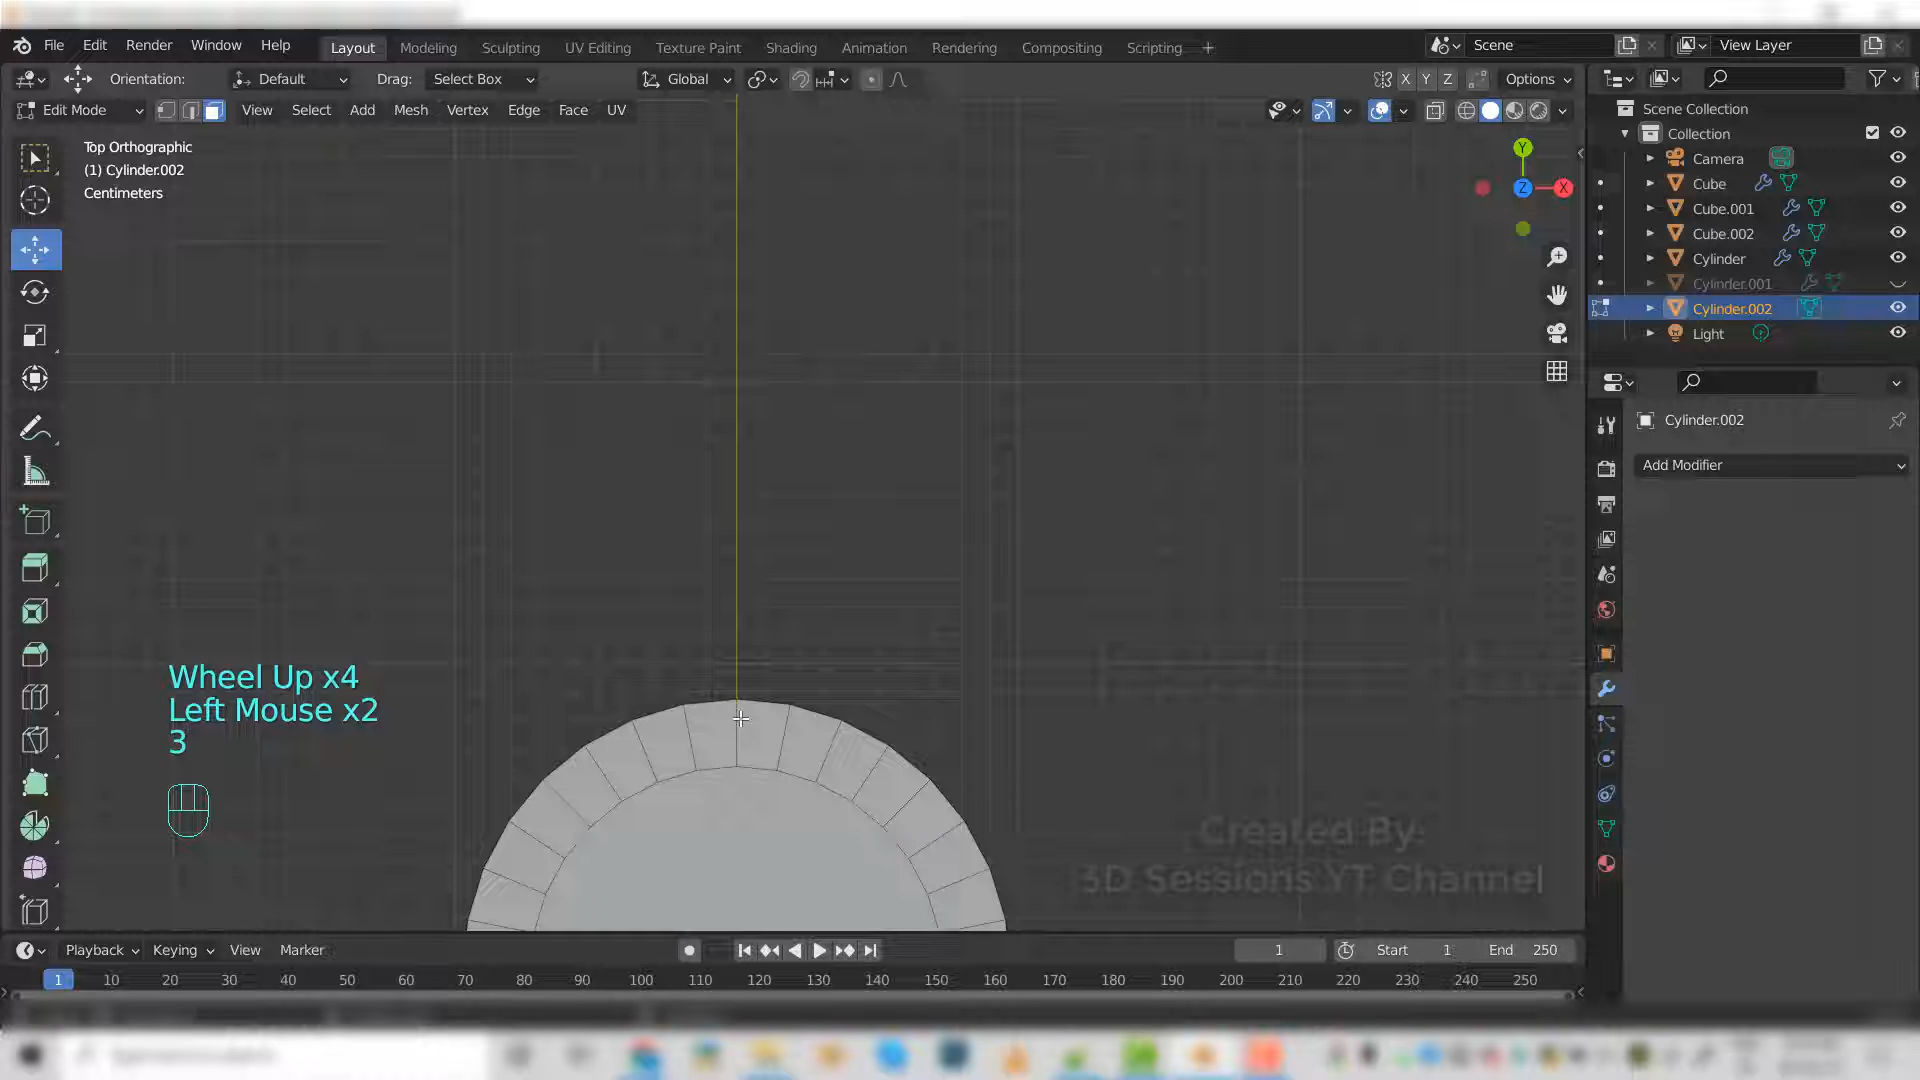 File Edit Render Window Help Layout Modeling Sculpting UV Editing Texture Paint Shading Animation Rendering Compositing Scripting + Scene View Layer
Orientation: Default Drag: Select Box Global X Y Z Options
Edit Mode View Select Add Mesh Vertex Edge Face UV
Scene Collection
Collection
Camera
Cube
Cube.001
Cube.002
Cylinder
Cylinder.001
Cylinder.002
Light
Top Orthographic
(1) Cylinder.002
Centimeters
Y
Z X
Cylinder.002
Add Modifier
Wheel Up x4
Left Mouse x2
3
Created By:
3D Sessions YT Channel
Playback Keying View Marker 1 Start 1 End 250
1 10 20 30 40 50 60 70 80 90 100 110 120 130 140 150 160 170 180 190 200 210 220 230 240 250